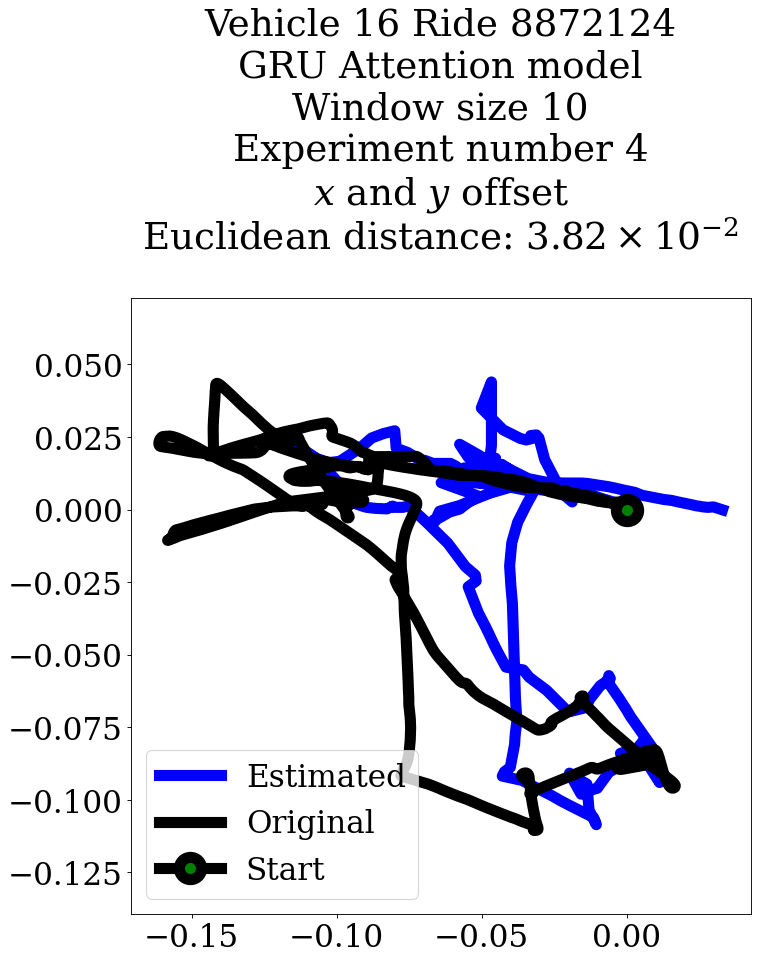 Vehicle 16 Ride 8872124
GRU Attention model
Window size 10
Experiment number 4
x and y offset
Euclidean distance: 3.82 × 10⁻²
0.050
0.025
0.000
−0.025
−0.050
−0.075
−0.100
−0.125
Estimated
Original
Start
−0.15 −0.10 −0.05 0.00